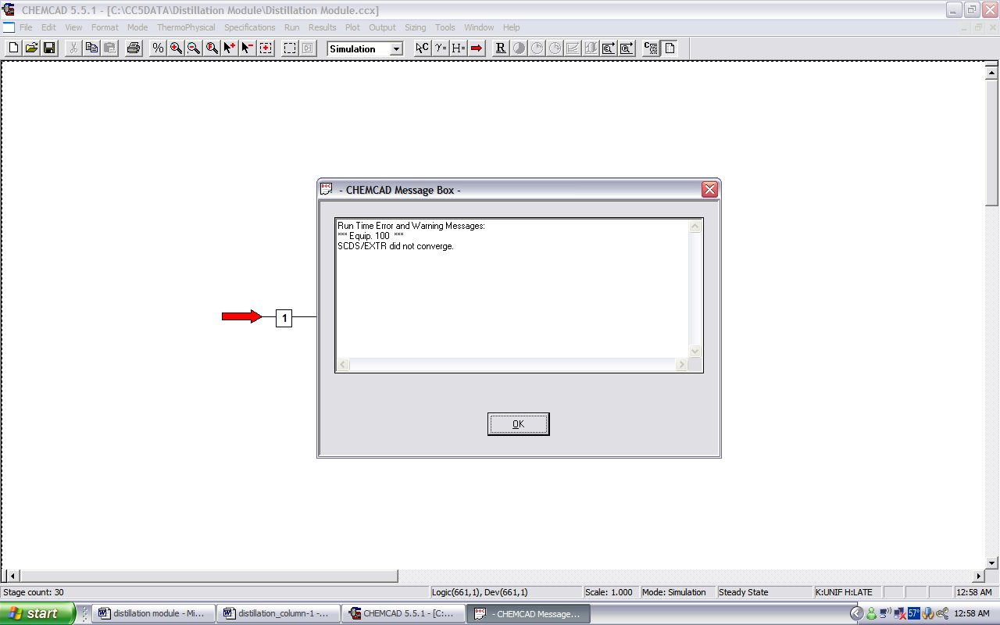 CHEMCAD 5.5.1 - [C:\CC5DATA\Distillation Module\Distillation Module.ccx]
File Edit View Format Mode ThermoPhysical Specifications Run Results Plot Output Sizing Tools Window Help
% Simulation C γ= H= R C
- CHEMCAD Message Box -
Run Time Error and Warning Messages:
*** Equip. 100 ***
SCDS/EXTR did not converge.
1
OK
Stage count: 30 Logic(661,1), Dev(661,1) Scale: 1.000 Mode: Simulation Steady State K:UNIF H:LATE 12:58 AM
start distillation module - Mi... distillation_column-1 -... CHEMCAD 5.5.1 - [C:... - CHEMCAD Message... 57° 12:58 AM